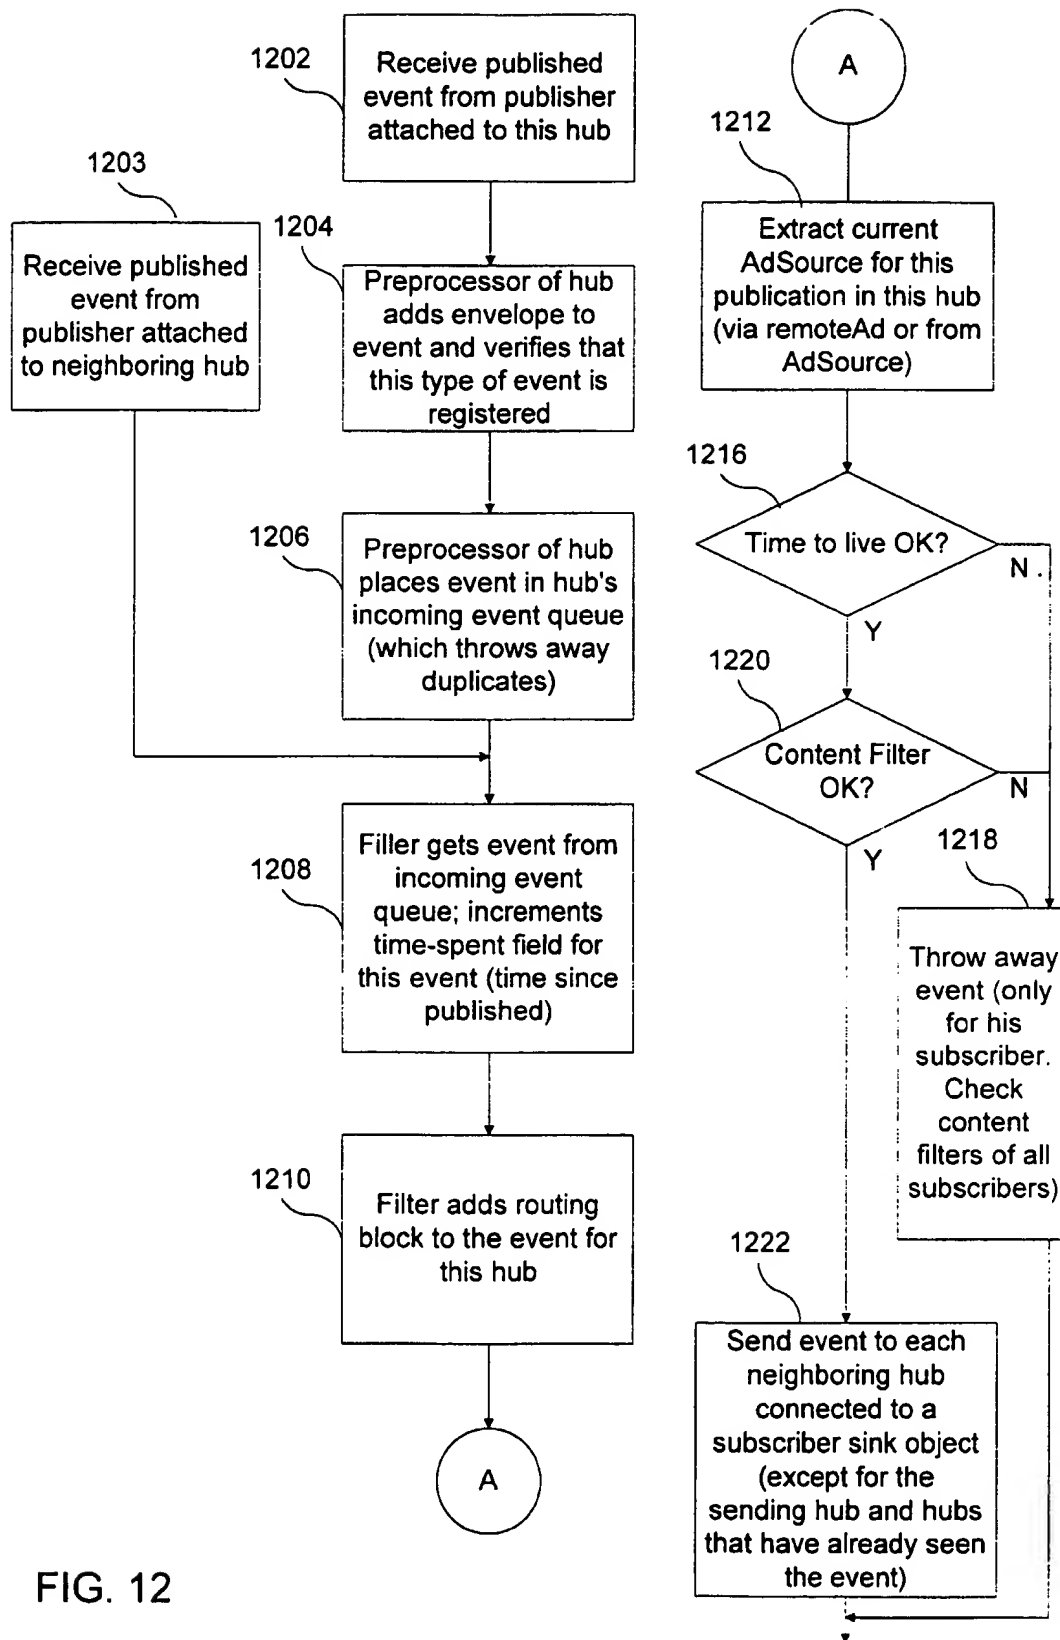 1202
Receive published
event from publisher
attached to this hub
1203
Receive published
event from
publisher attached
to neighboring hub
1204
Preprocessor of hub
adds envelope to
event and verifies that
this type of event is
registered
1206
Preprocessor of hub
places event in hub's
incoming event queue
(which throws away
duplicates)
1208
Filler gets event from
incoming event
queue; increments
time-spent field for
this event (time since
published)
1210
Filter adds routing
block to the event for
this hub
A
A
1212
Extract current
AdSource for this
publication in this hub
(via remoteAd or from
AdSource)
1216
Time to live OK?
N .
Y
1220
Content Filter
OK?
N
Y
1218
Throw away
event (only
for his
subscriber.
Check
content
filters of all
subscribers)
1222
Send event to each
neighboring hub
connected to a
subscriber sink object
(except for the
sending hub and hubs
that have already seen
the event)
FIG. 12